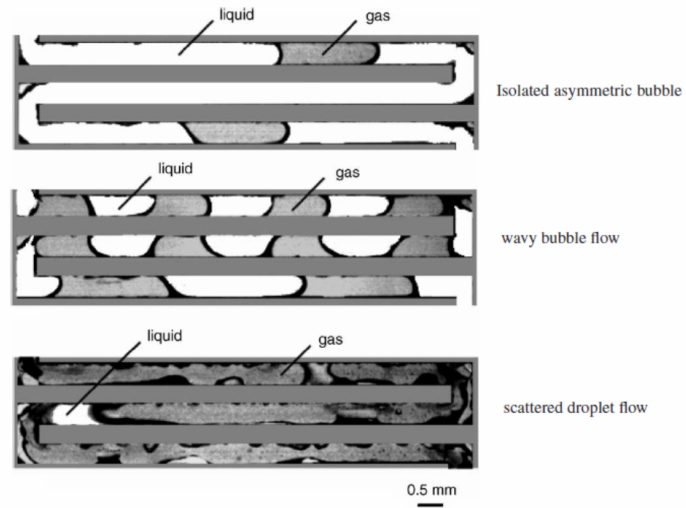 liquid
gas
Isolated asymmetric bubble
liquid
gas
wavy bubble flow
liquid
gas
scattered droplet flow
0.5 mm